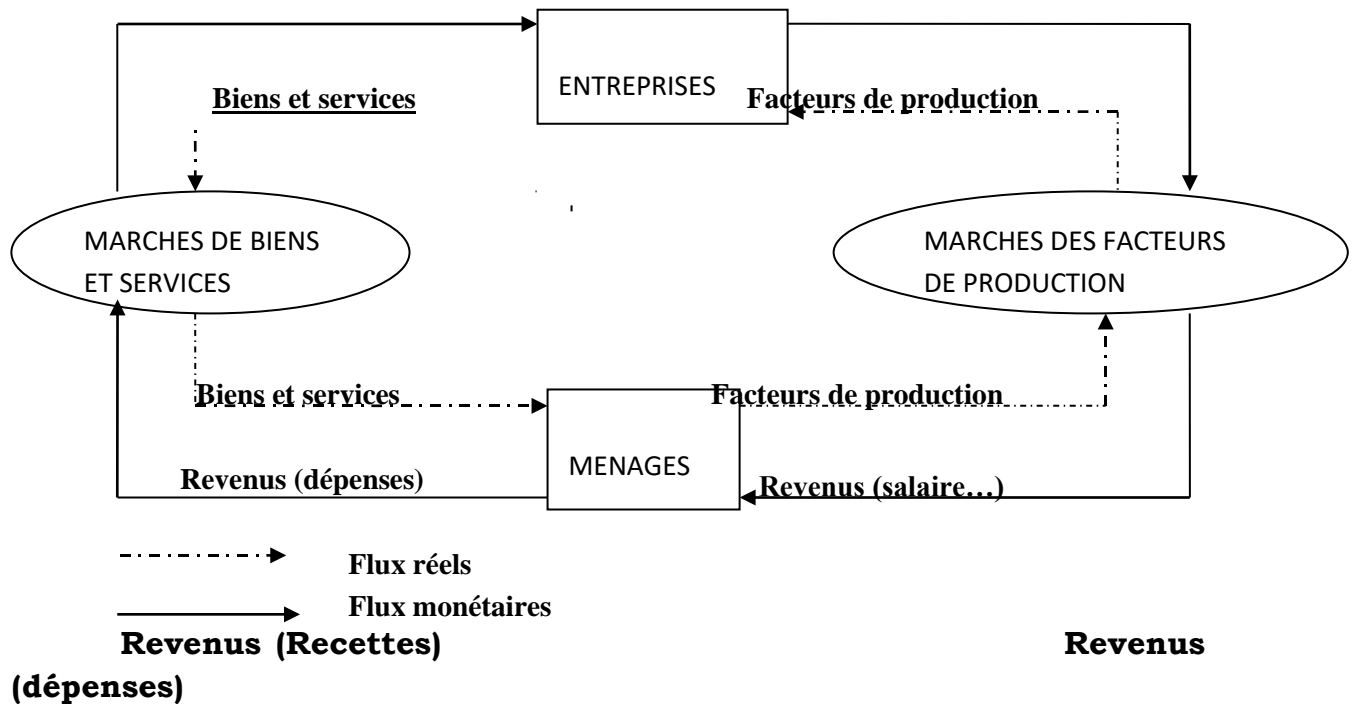 ENTREPRISES
Biens et services
Facteurs de production
MARCHES DE BIENS
ET SERVICES
MARCHES DES FACTEURS
DE PRODUCTION
Biens et services
Facteurs de production
MENAGES
Revenus (dépenses)
Revenus (salaire…)
Flux réels
Flux monétaires
Revenus (Recettes) Revenus
(dépenses)